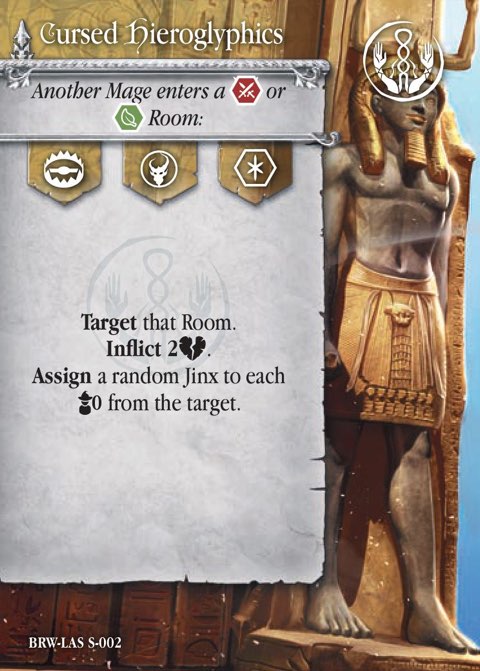 Cursed Hieroglyphics
Another Mage enters a or
Room:
Target that Room.
Inflict 2.
Assign a random Jinx to each
0 from the target.
BRW-LAS S-002